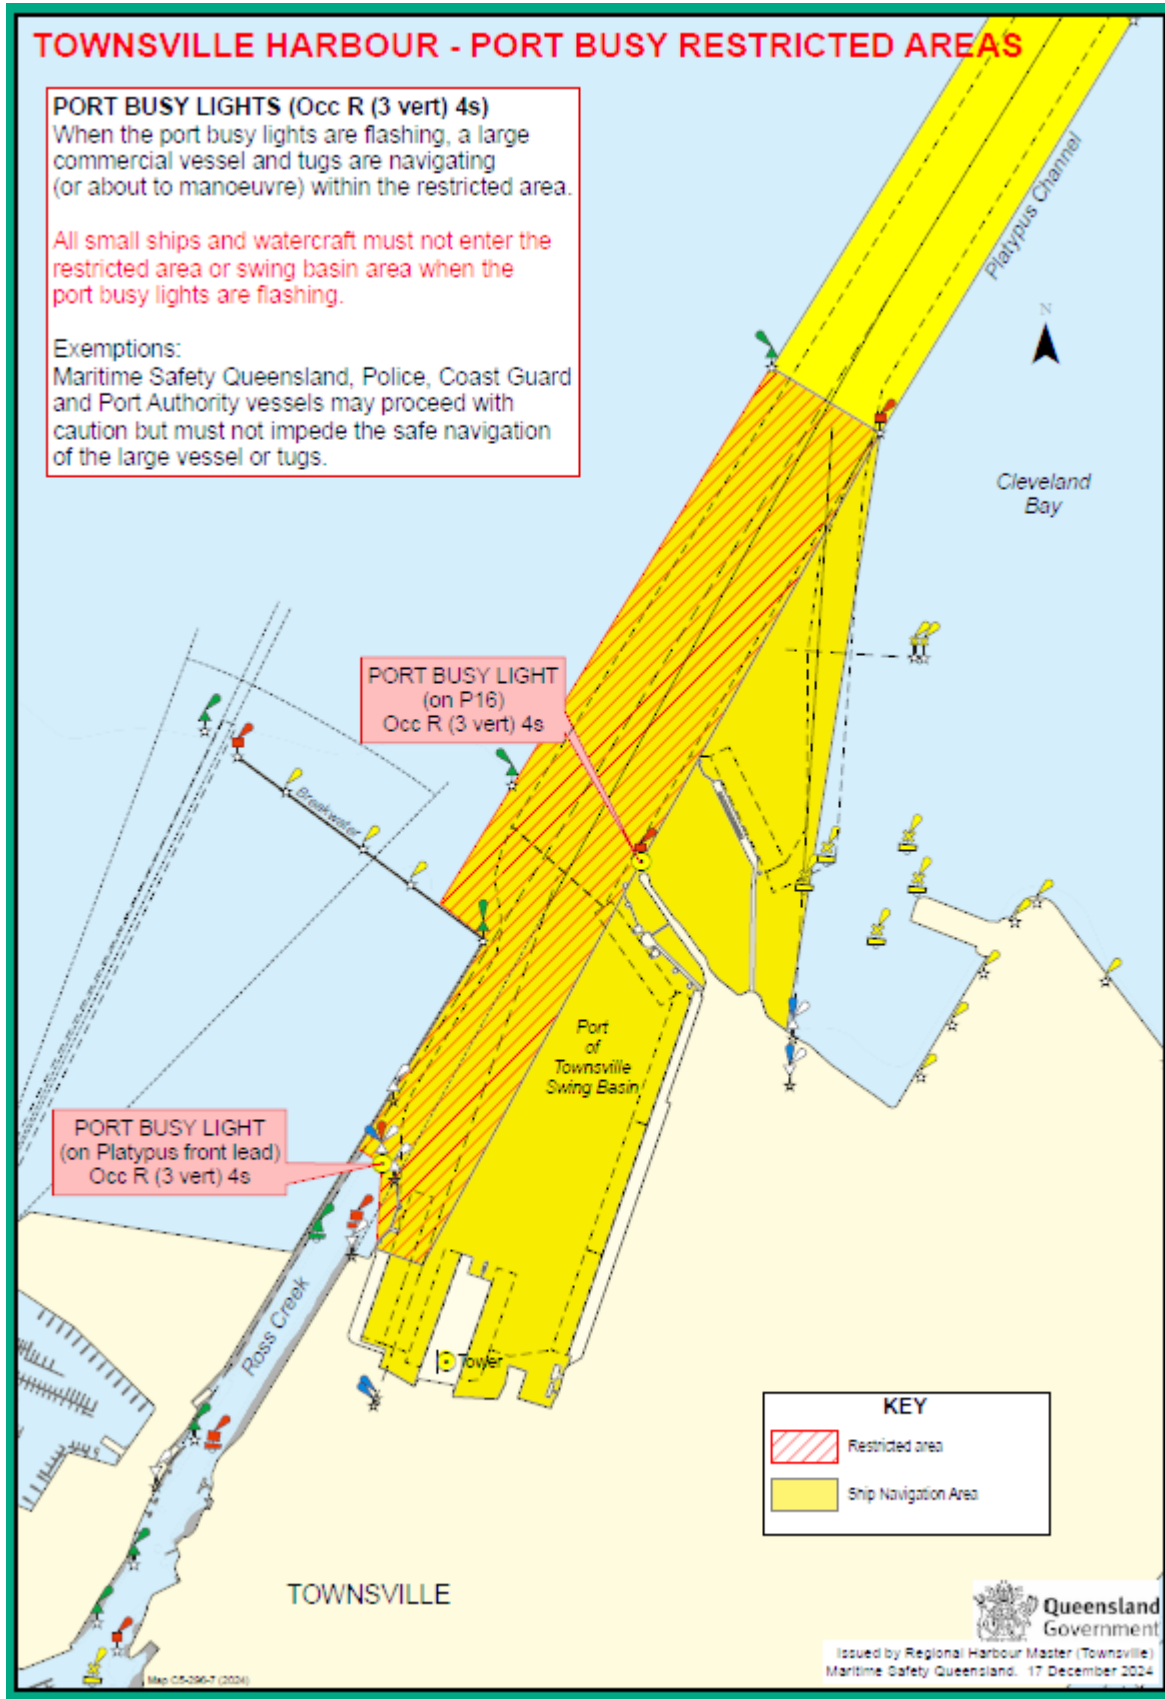 TOWNSVILLE HARBOUR - PORT BUSY RESTRICTED AREAS
PORT BUSY LIGHTS (Occ R (3 vert) 4s)
When the port busy lights are flashing, a large
commercial vessel and tugs are navigating
(or about to manoeuvre) within the restricted area.
All small ships and watercraft must not enter the
restricted area or swing basin area when the
port busy lights are flashing.
Exemptions:
Maritime Safety Queensland, Police, Coast Guard
and Port Authority vessels may proceed with
caution but must not impede the safe navigation
of the large vessel or tugs.
Platypus Channel
N
Cleveland
Bay
PORT BUSY LIGHT
(on P16)
Occ R (3 vert) 4s
Breakwater
Port
of
Townsville
Swing Basin
PORT BUSY LIGHT
(on Platypus front lead)
Occ R (3 vert) 4s
Ross Creek
Tower
KEY
Restricted area
Ship Navigation Area
TOWNSVILLE
Queensland
Government
Issued by Regional Harbour Master (Townsville)
Maritime Safety Queensland. 17 December 2024
Map CS-296-7 (2024)